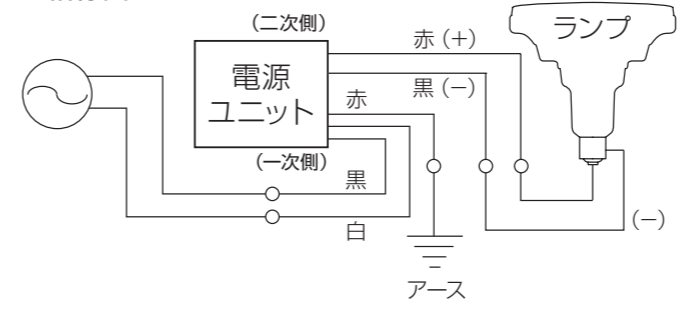 (二次側)
電源
ユニット
(一次側)
赤(+)
黒(−)
赤
黒
白
アース
ランプ
(−)